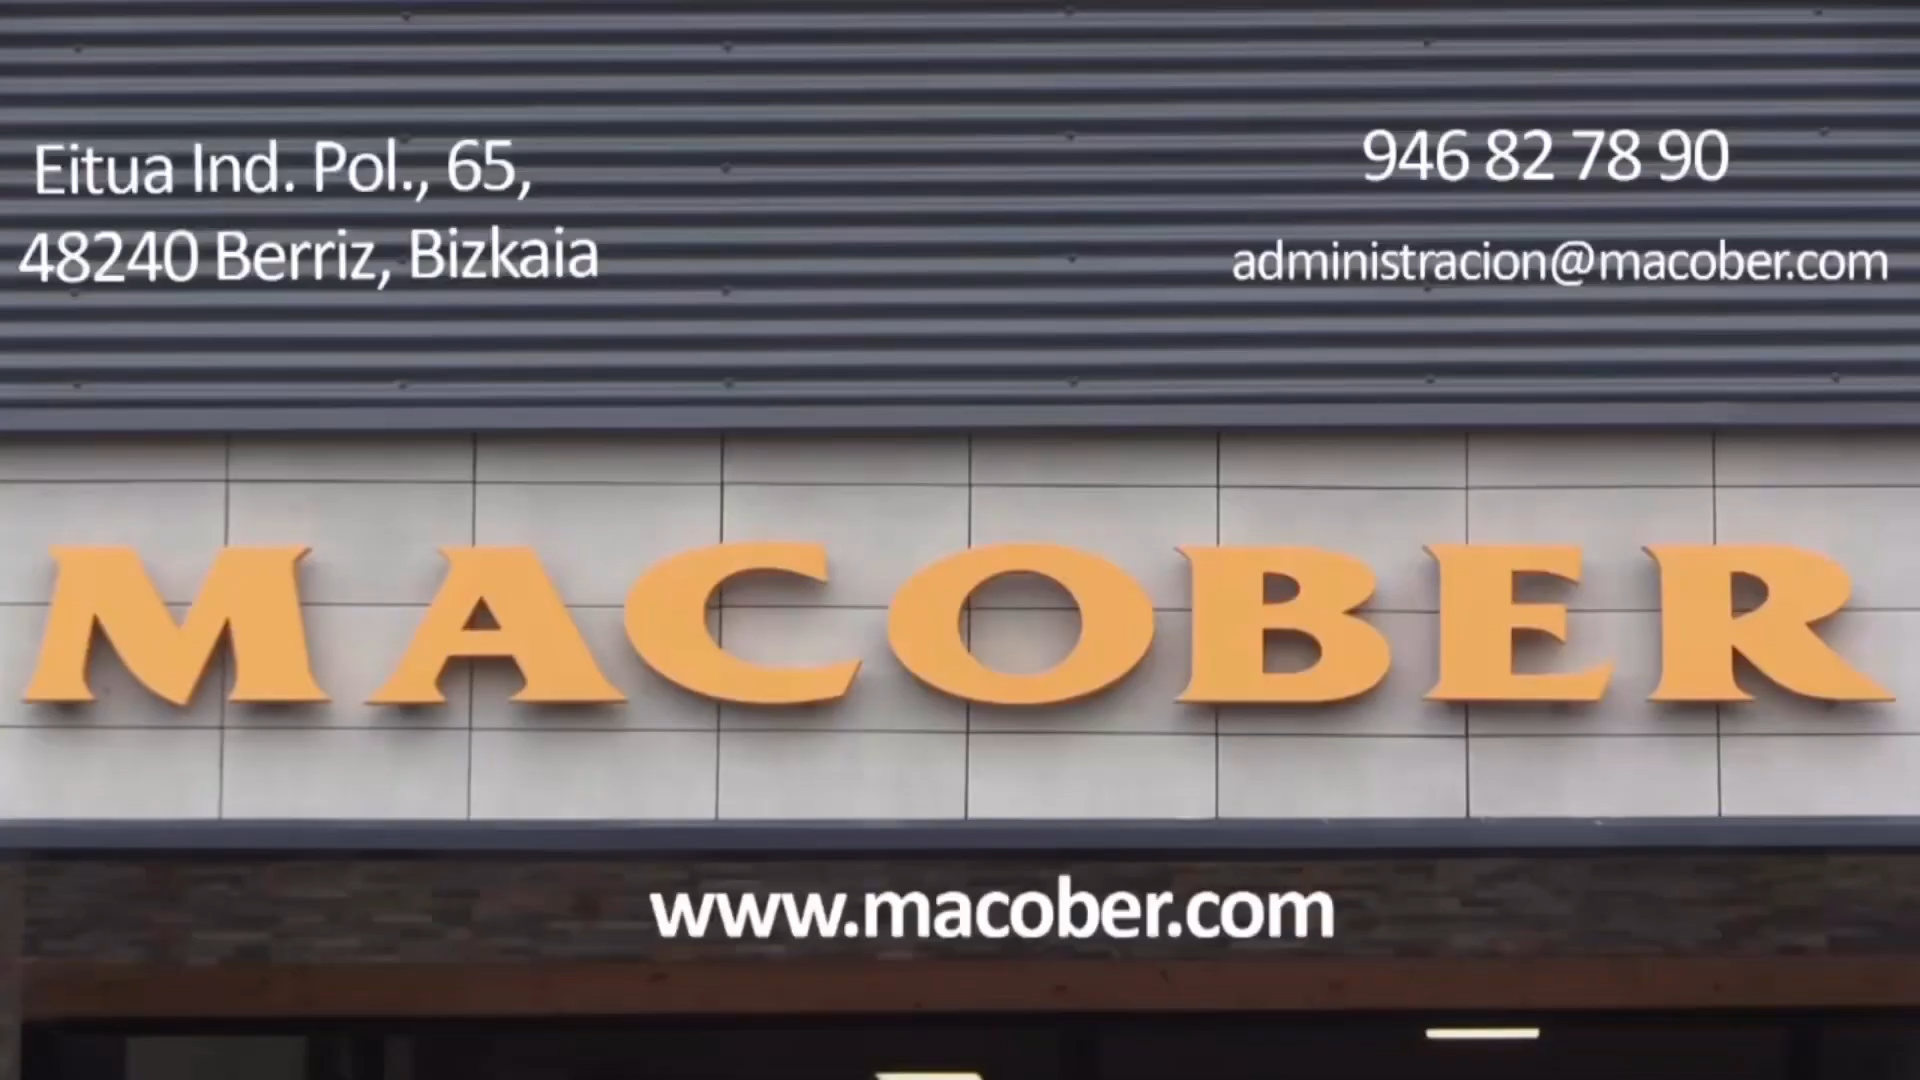 Eitua Ind. Pol., 65,
48240 Berriz, Bizkaia
946 82 78 90
administracion@macober.com
MACOBER
www.macober.com